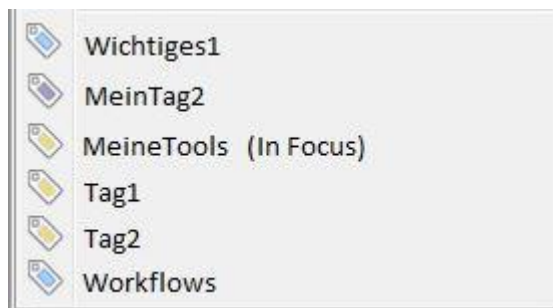 Wichtiges1
MeinTag2
MeineTools (In Focus)
Tag1
Tag2
Workflows